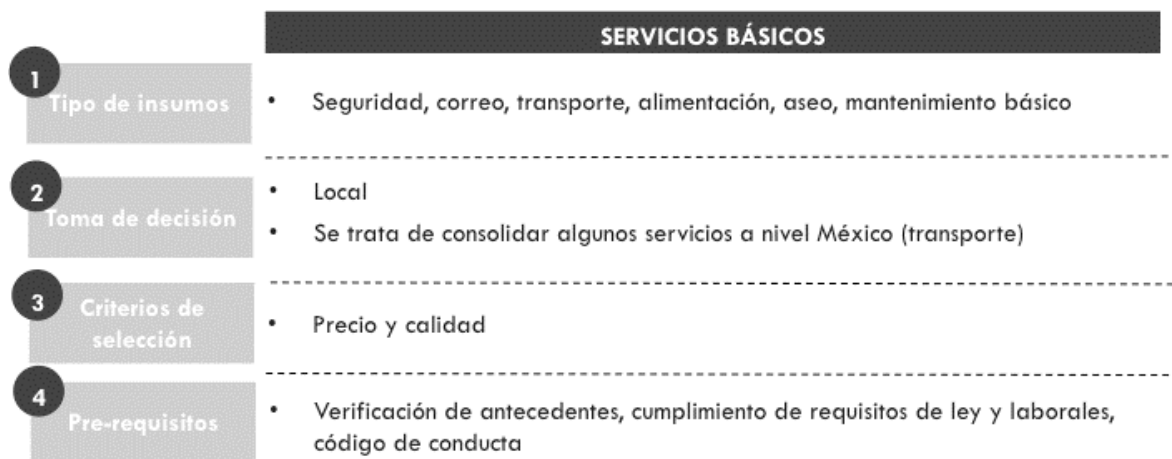 SERVICIOS BÁSICOS
1
Tipo de insumos
• Seguridad, correo, transporte, alimentación, aseo, mantenimiento básico
2
Toma de decisión
• Local
• Se trata de consolidar algunos servicios a nivel México (transporte)
3
Criterios de
selección
• Precio y calidad
4
Pre-requisitos
• Verificación de antecedentes, cumplimiento de requisitos de ley y laborales,
código de conducta